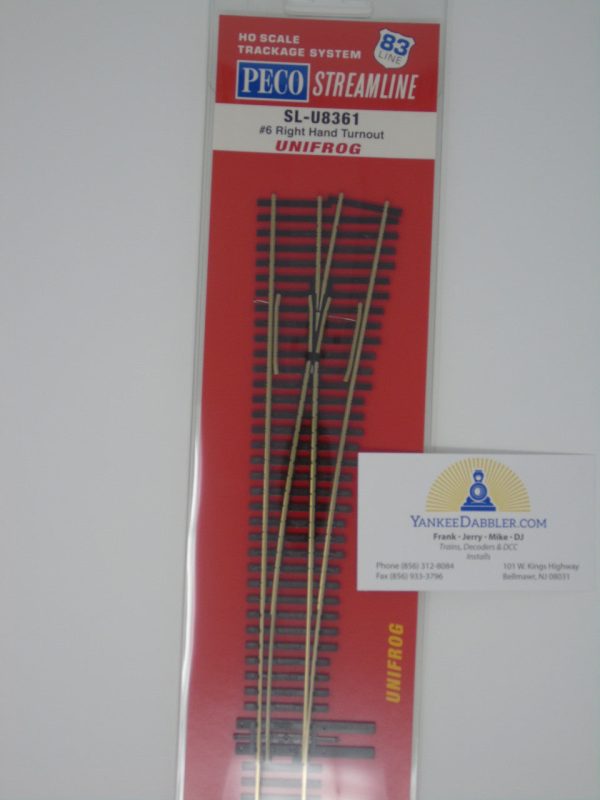 HO SCALE
TRACKAGE SYSTEM
83
LINE
PECO STREAMLINE
SL-U8361
#6 Right Hand Turnout
UNIFROG
YANKEEDABBLER.COM
Frank - Jerry - Mike - DJ
Trains, Decoders & DCC
Installs
Phone (856) 312-8084 101 W. Kings Highway
Fax (856) 933-3796 Bellmawr, NJ 08031
UNIFROG